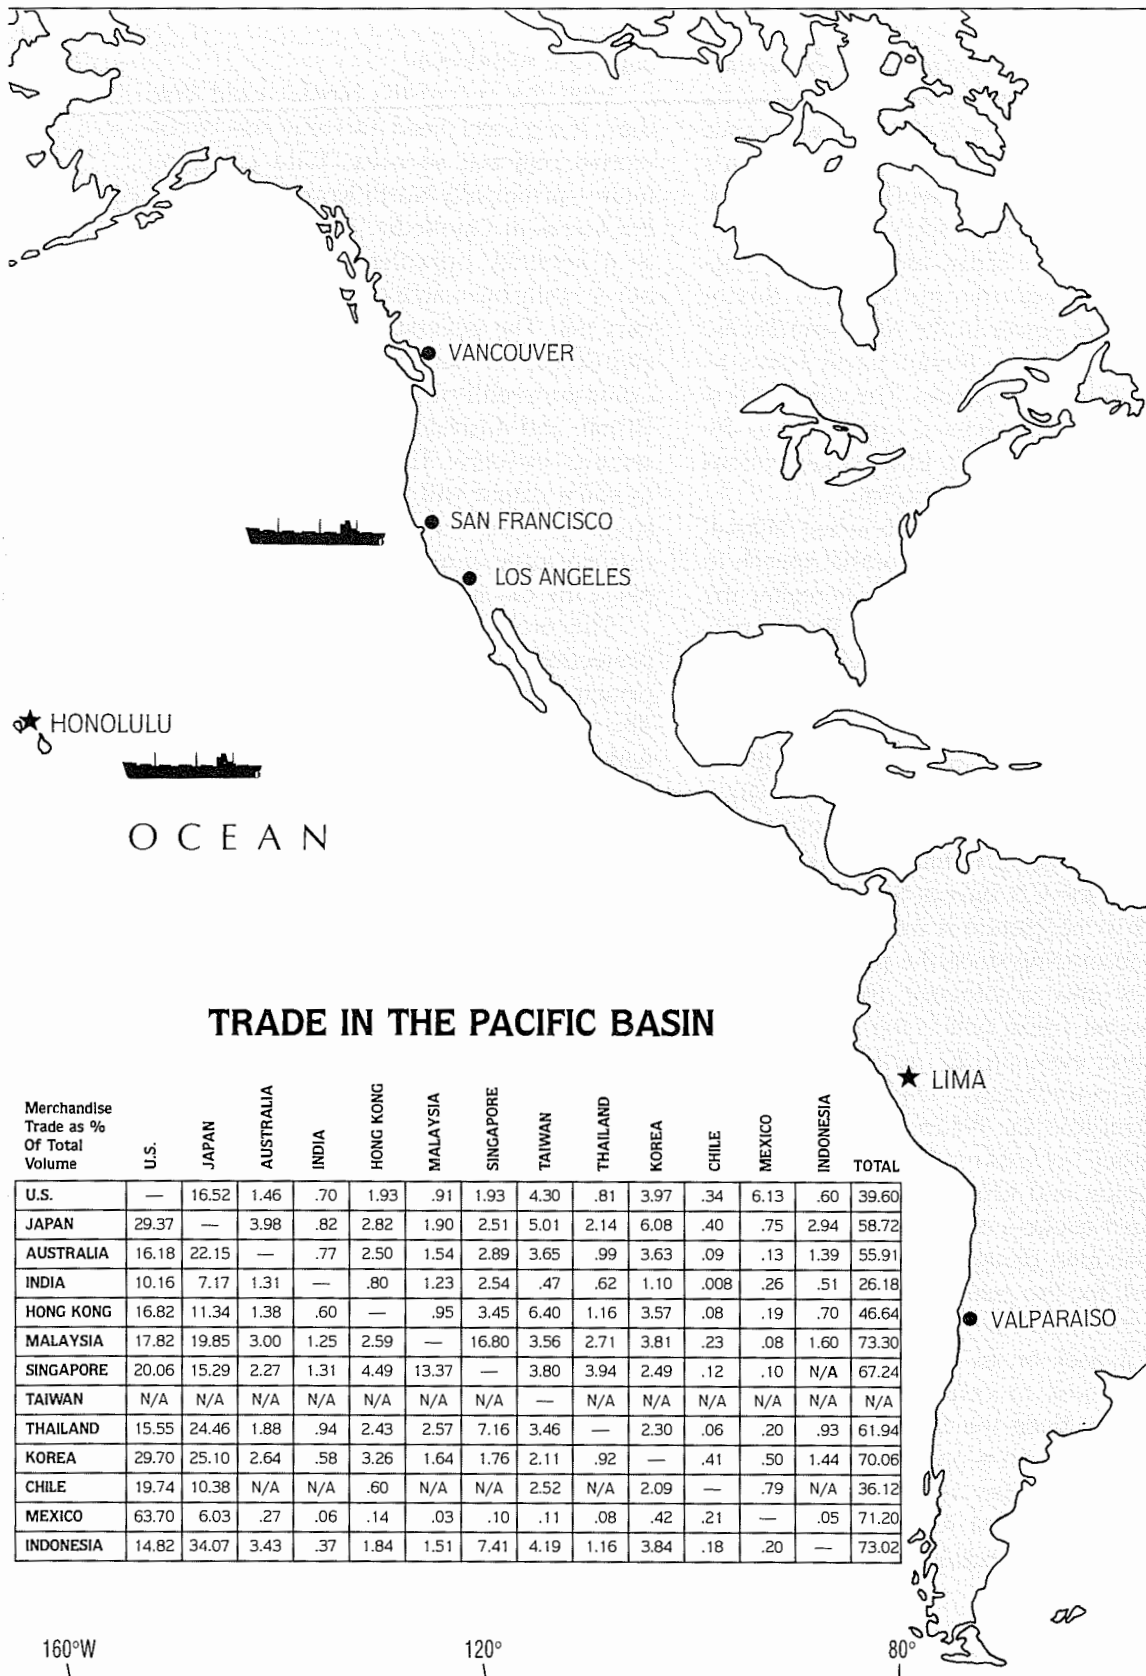 VANCOUVER
SAN FRANCISCO
LOS ANGELES
HONOLULU
OCEAN
TRADE IN THE PACIFIC BASIN
LIMA
Merchandise
Trade as %
Of Total
Volume U.S. JAPAN AUSTRALIA INDIA HONG KONG MALAYSIA SINGAPORE TAIWAN THAILAND KOREA CHILE MEXICO INDONESIA TOTAL
U.S. — 16.52 1.46 .70 1.93 .91 1.93 4.30 .81 3.97 .34 6.13 .60 39.60
JAPAN 29.37 — 3.98 .82 2.82 1.90 2.51 5.01 2.14 6.08 .40 .75 2.94 58.72
AUSTRALIA 16.18 22.15 — .77 2.50 1.54 2.89 3.65 .99 3.63 .09 .13 1.39 55.91
INDIA 10.16 7.17 1.31 — .80 1.23 2.54 .47 .62 1.10 .008 .26 .51 26.18
HONG KONG 16.82 11.34 1.38 .60 — .95 3.45 6.40 1.16 3.57 .08 .19 .70 46.64
VALPARAISO
MALAYSIA 17.82 19.85 3.00 1.25 2.59 — 16.80 3.56 2.71 3.81 .23 .08 1.60 73.30
SINGAPORE 20.06 15.29 2.27 1.31 4.49 13.37 — 3.80 3.94 2.49 .12 .10 N/A 67.24
TAIWAN N/A N/A N/A N/A N/A N/A N/A — N/A N/A N/A N/A N/A N/A
THAILAND 15.55 24.46 1.88 .94 2.43 2.57 7.16 3.46 — 2.30 .06 .20 .93 61.94
KOREA 29.70 25.10 2.64 .58 3.26 1.64 1.76 2.11 .92 — .41 .50 1.44 70.06
CHILE 19.74 10.38 N/A N/A .60 N/A N/A 2.52 N/A 2.09 — .79 N/A 36.12
MEXICO 63.70 6.03 .27 .06 .14 .03 .10 .11 .08 .42 .21 — .05 71.20
INDONESIA 14.82 34.07 3.43 .37 1.84 1.51 7.41 4.19 1.16 3.84 .18 .20 — 73.02
160°W 120° 80°